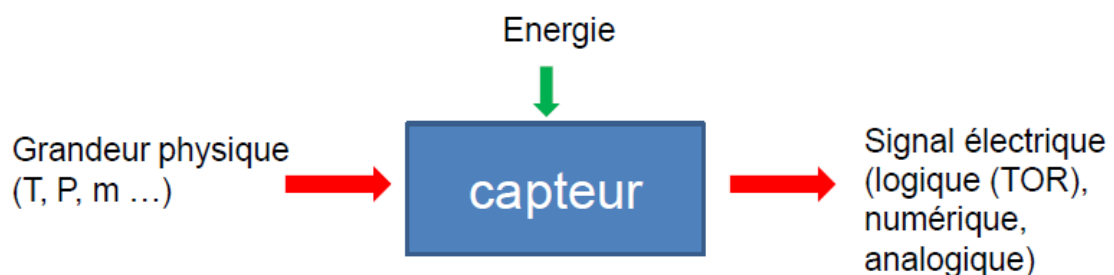 Energie
Grandeur physique
(T, P, m ...)
capteur
Signal électrique
(logique (TOR),
numérique,
analogique)